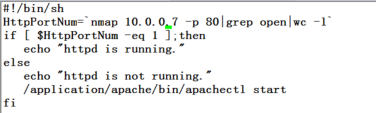 #!/bin/sh
HttpPortNum=`nmap 10.0.0.7 -p 80|grep open|wc -l`
if [ $HttpPortNum -eq 1 ];then
   echo "httpd is running."
else
   echo "httpd is not running."
   /application/apache/bin/apachectl start
fi